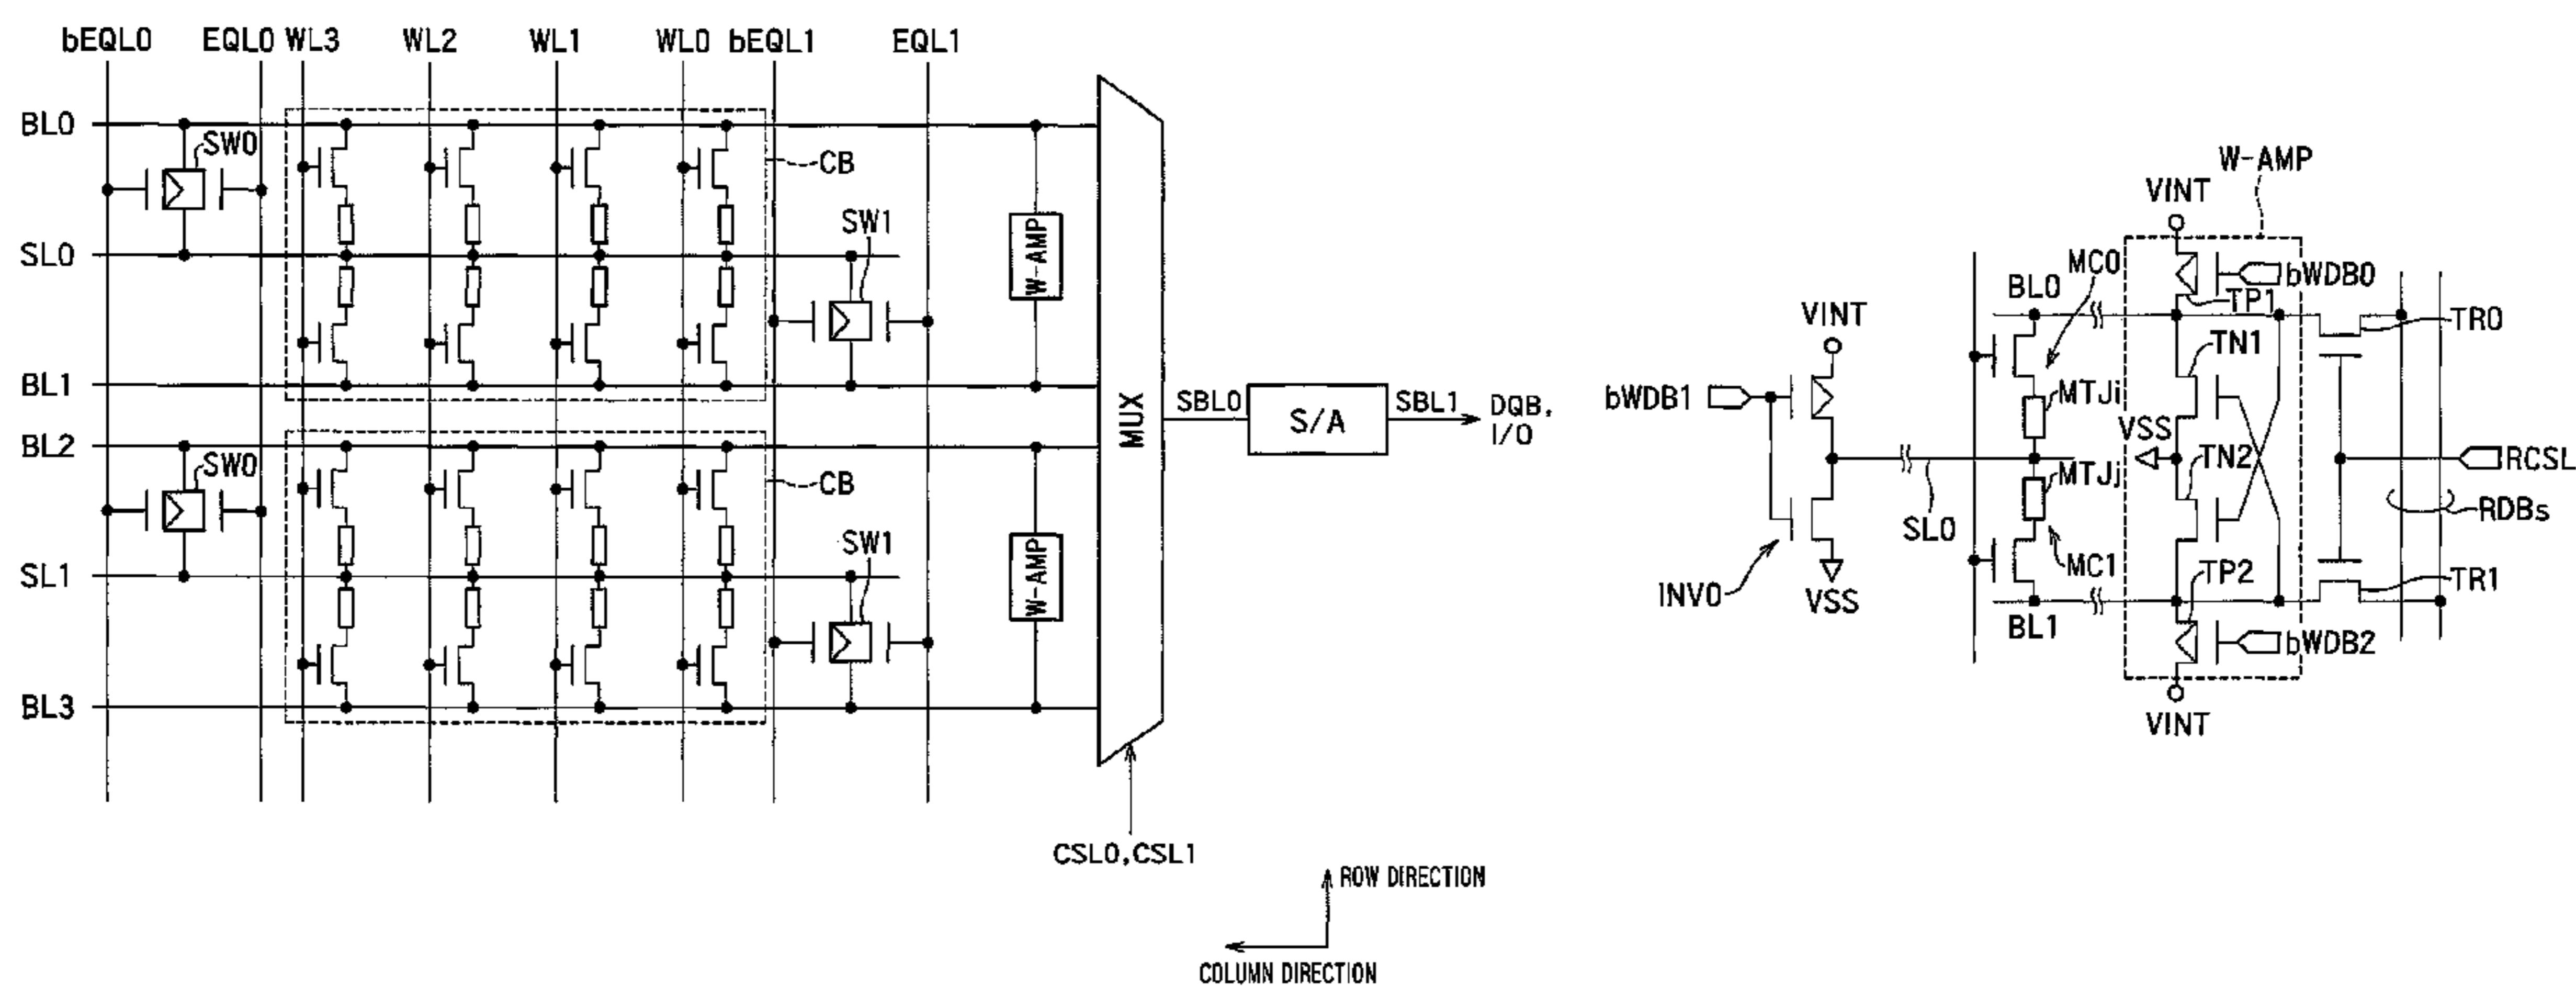 bEQL0 EQL0 WL3 WL2 WL1 WL0 bEQL1 EQL1
BL0
SW0
CB
SL0
SW1
W-AMP
BL1
BL2
SW0
CB
SL1
SW1
W-AMP
BL3
MUX
SBL0
S/A
SBL1
DQB,
I/O
CSL0,CSL1
ROW DIRECTION
COLUMN DIRECTION
W-AMP
VINT
bWDB0
MC0
BL0
TP1
TR0
VINT
TN1
bWDB1
MTJi
VSS
TN2
RCSL
MTJj
SL0
RDBs
INV0
VSS
MC1
TP2
TR1
BL1
bWDB2
VINT